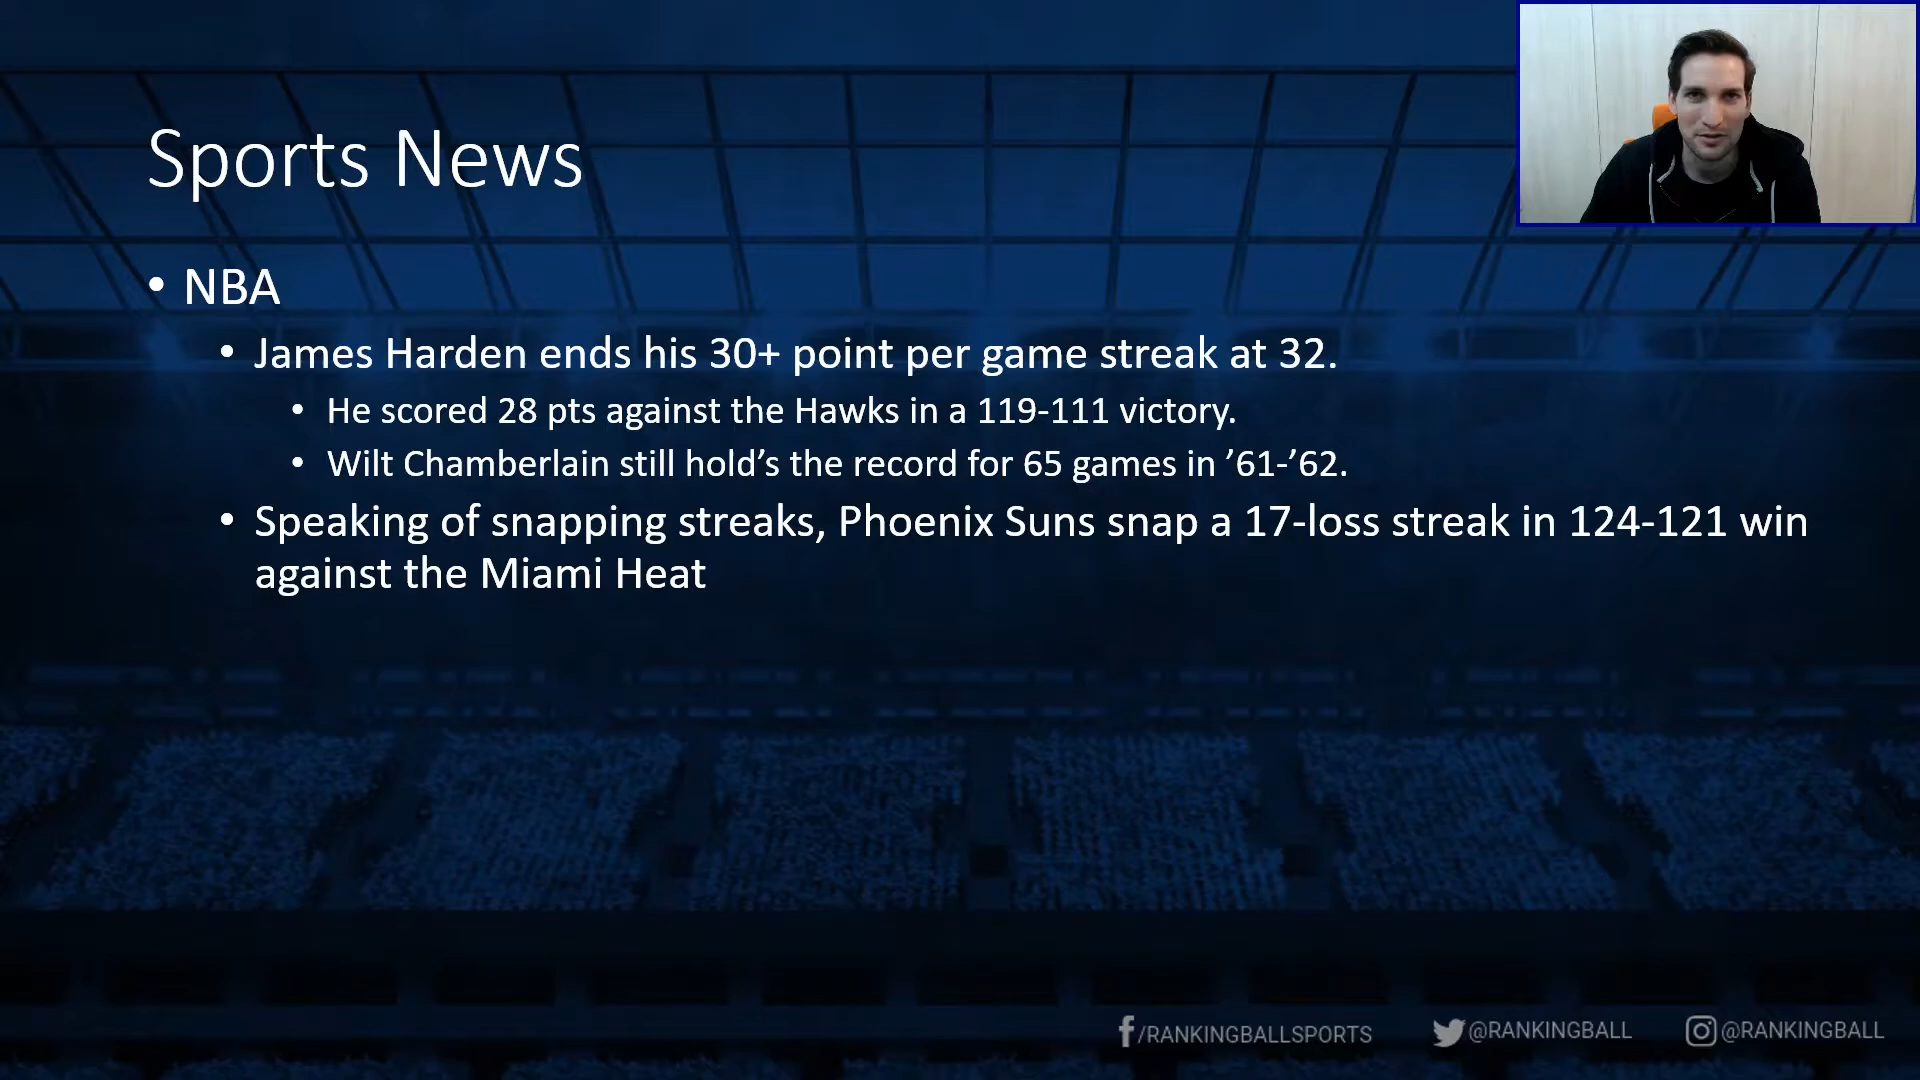 Sports News
• NBA
• James Harden ends his 30+ point per game streak at 32.
• He scored 28 pts against the Hawks in a 119-111 victory.
• Wilt Chamberlain still hold’s the record for 65 games in ’61-’62.
• Speaking of snapping streaks, Phoenix Suns snap a 17-loss streak in 124-121 win
against the Miami Heat
/RANKINGBALLSPORTS @RANKINGBALL @RANKINGBALL